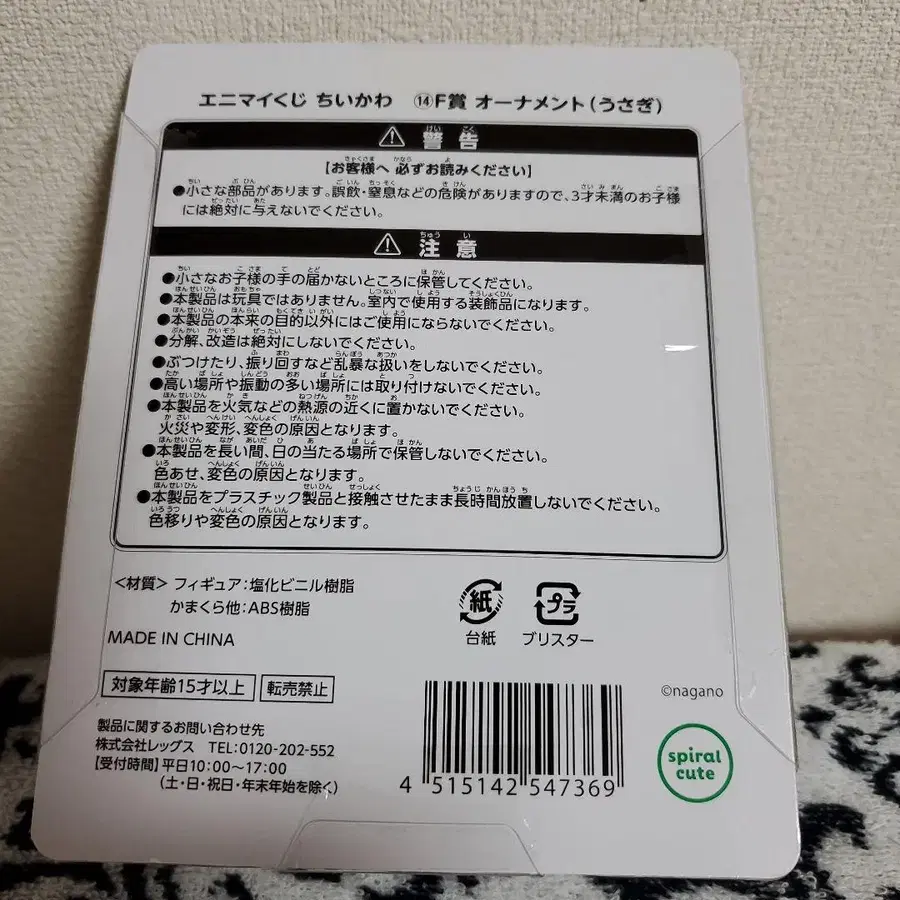 エニマイくじ ちいかわ ⑭F賞 オーナメント(うさぎ)
⚠ 警告
【お客様へ 必ずお読みください】
●小さな部品があります。誤飲・窒息などの危険がありますので、3才未満のお子様
には絶対に与えないでください。
⚠ 注意
●小さなお子様の手の届かないところに保管してください。
●本製品は玩具ではありません。室内で使用する装飾品になります。
●本製品の本来の目的以外にはご使用にならないでください。
●分解、改造は絶対にしないでください。
●ぶつけたり、振り回すなど乱暴な扱いをしないでください。
●高い場所や振動の多い場所には取り付けないでください。
●本製品を火気などの熱源の近くに置かないでください。
火災や変形、変色の原因となります。
●本製品を長い間、日の当たる場所で保管しないでください。
色あせ、変色の原因となります。
●本製品をプラスチック製品と接触させたまま長時間放置しないでください。
色移りや変色の原因となります。
<材質> フィギュア:塩化ビニル樹脂
かまくら他:ABS樹脂
紙
台紙
プラ
ブリスター
MADE IN CHINA
対象年齢15才以上 転売禁止
製品に関するお問い合わせ先
株式会社レッグス TEL:0120-202-552
【受付時間】平日10:00〜17:00
(土・日・祝日・年末年始を除く)
4 515142 547369
©nagano
spiral
cute